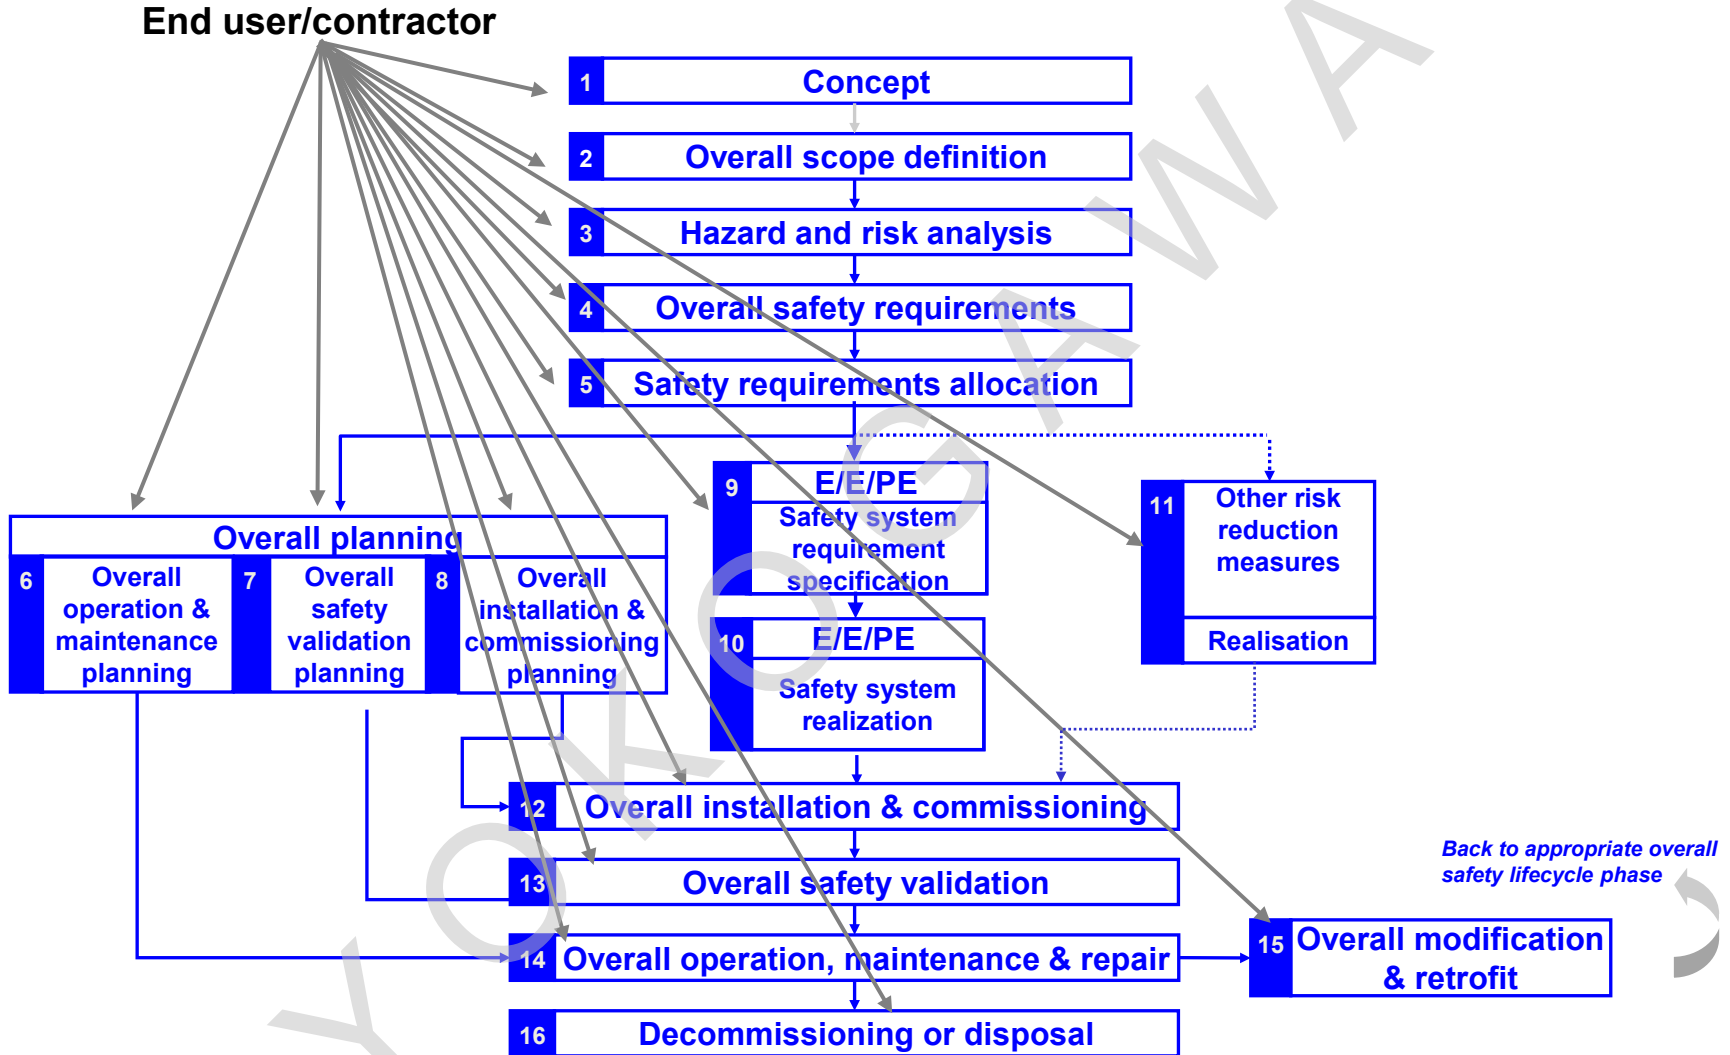 End user/contractor
1 Concept
2 Overall scope definition
3 Hazard and risk analysis
4 Overall safety requirements
5 Safety requirements allocation
Overall planning
6 Overall
operation &
maintenance
planning
7 Overall
safety
validation
planning
8 Overall
installation &
commissioning
planning
9 E/E/PE
Safety system
requirement
specification
10 E/E/PE
Safety system
realization
11 Other risk
reduction
measures
Realisation
12 Overall installation & commissioning
13 Overall safety validation
14 Overall operation, maintenance & repair
Back to appropriate overall
safety lifecycle phase
15 Overall modification
& retrofit
16 Decommissioning or disposal
YOKOGAWA